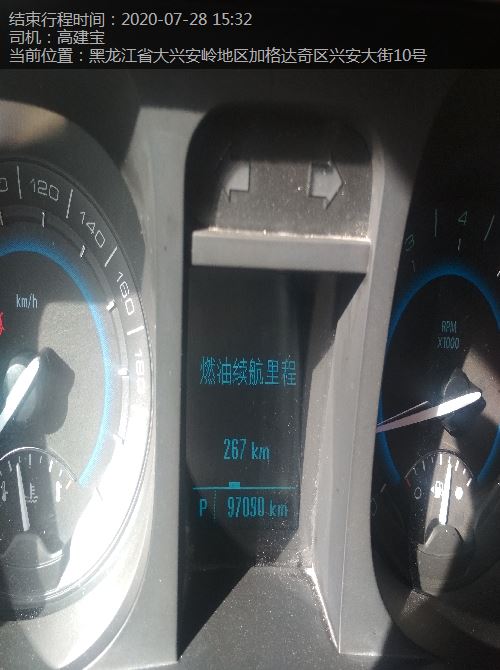 结束行程时间：2020-07-28 15:32
司机：高建宝
当前位置：黑龙江省大兴安岭地区加格达奇区兴安大街10号
120
140
160
km/h
3
4
RPM
X1000
燃油续航里程
267 km
P 97090 km
0